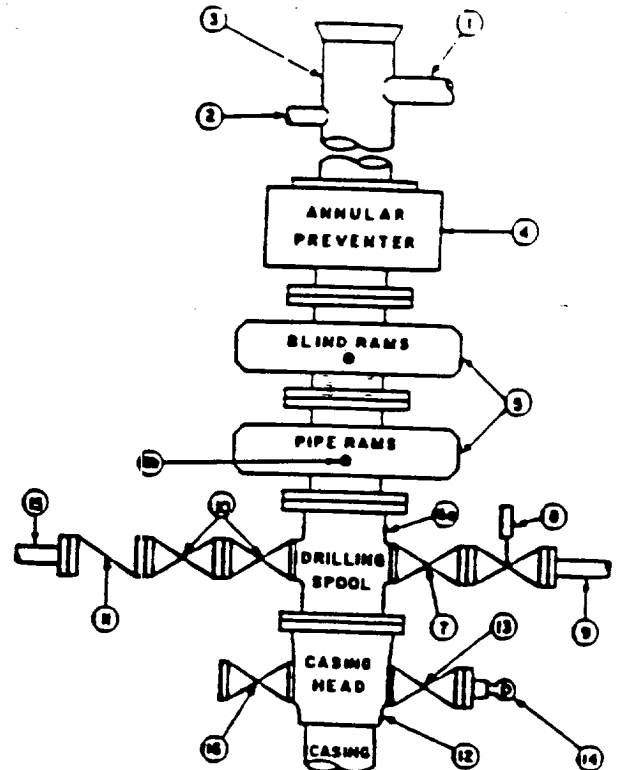 3
1
2
ANNULAR
PREVENTER
4
BLIND RAMS
5
PIPE RAMS
15
10
8
DRILLING
SPOOL
11
7
13
9
CASING
HEAD
16
12
14
CASING